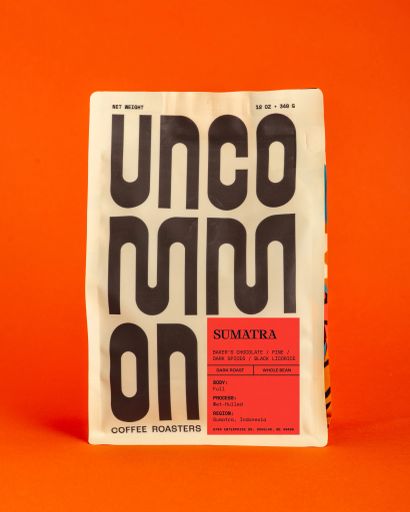 NET WEIGHT
12 OZ • 340 G
UNCO
MM
ON
COFFEE ROASTERS
SUMATRA
BAKER'S CHOCOLATE / PINE /
DARK SPICES / BLACK LICORICE
DARK ROAST
WHOLE BEAN
BODY:
Full
PROCESS:
Wet-Hulled
REGION:
Sumatra, Indonesia